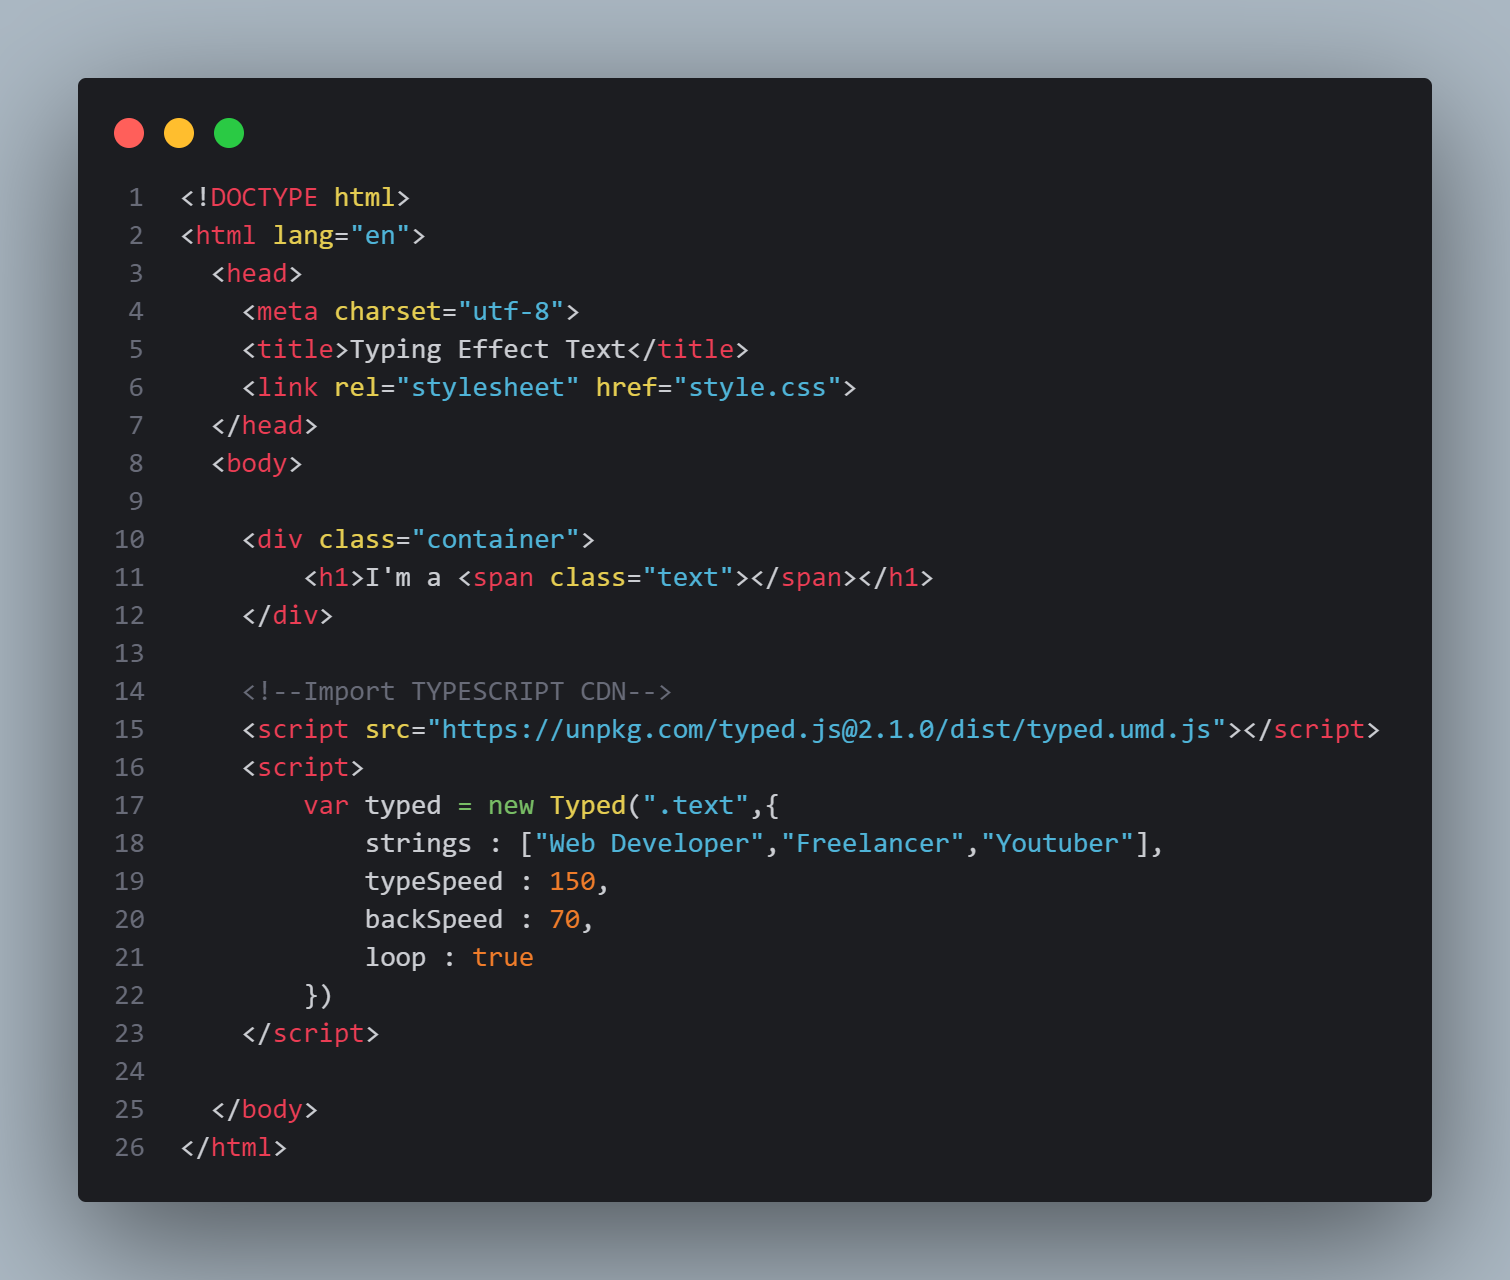 1 <!DOCTYPE html>
2 <html lang="en">
3   <head>
4     <meta charset="utf-8">
5     <title>Typing Effect Text</title>
6     <link rel="stylesheet" href="style.css">
7   </head>
8   <body>
9
10     <div class="container">
11         <h1>I'm a <span class="text"></span></h1>
12     </div>
13
14     <!--Import TYPESCRIPT CDN-->
15     <script src="https://unpkg.com/typed.js@2.1.0/dist/typed.umd.js"></script>
16     <script>
17         var typed = new Typed(".text",{
18             strings : ["Web Developer","Freelancer","Youtuber"],
19             typeSpeed : 150,
20             backSpeed : 70,
21             loop : true
22         })
23     </script>
24
25   </body>
26 </html>